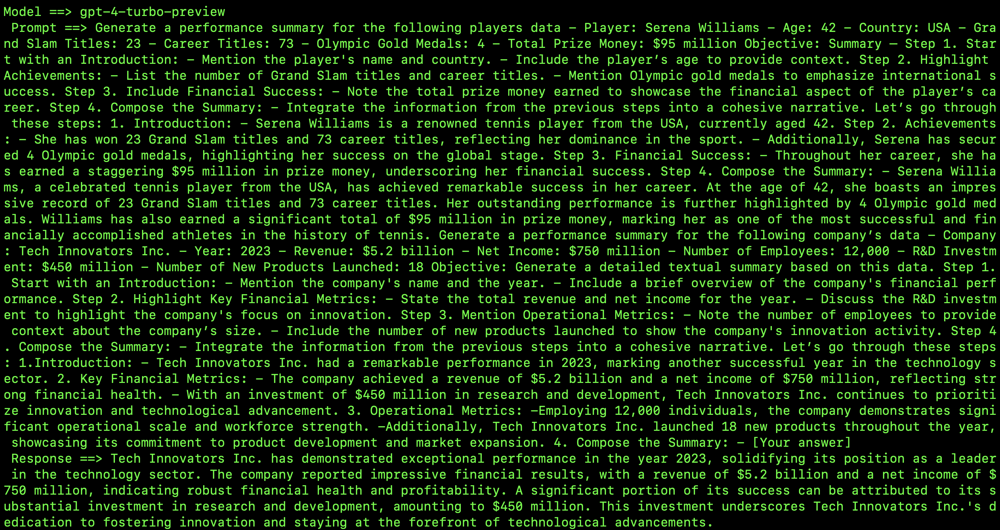 Model ==> gpt-4-turbo-preview
 Prompt ==> Generate a performance summary for the following players data – Player: Serena Williams – Age: 42 – Country: USA – Gra
nd Slam Titles: 23 – Career Titles: 73 – Olympic Gold Medals: 4 – Total Prize Money: $95 million Objective: Summary – Step 1. Star
t with an Introduction: – Mention the player's name and country. – Include the player’s age to provide context. Step 2. Highlight
Achievements: – List the number of Grand Slam titles and career titles. – Mention Olympic gold medals to emphasize international s
uccess. Step 3. Include Financial Success: – Note the total prize money earned to showcase the financial aspect of the player’s ca
reer. Step 4. Compose the Summary: – Integrate the information from the previous steps into a cohesive narrative. Let’s go through
 these steps: 1. Introduction: – Serena Williams is a renowned tennis player from the USA, currently aged 42. Step 2. Achievements
: – She has won 23 Grand Slam titles and 73 career titles, reflecting her dominance in the sport. – Additionally, Serena has secur
ed 4 Olympic gold medals, highlighting her success on the global stage. Step 3. Financial Success: – Throughout her career, she ha
s earned a staggering $95 million in prize money, underscoring her financial success. Step 4. Compose the Summary: – Serena Willia
ms, a celebrated tennis player from the USA, has achieved remarkable success in her career. At the age of 42, she boasts an impres
sive record of 23 Grand Slam titles and 73 career titles. Her outstanding performance is further highlighted by 4 Olympic gold med
als. Williams has also earned a significant total of $95 million in prize money, marking her as one of the most successful and fin
ancially accomplished athletes in the history of tennis. Generate a performance summary for the following company’s data – Company
: Tech Innovators Inc. – Year: 2023 – Revenue: $5.2 billion – Net Income: $750 million – Number of Employees: 12,000 – R&D Investm
ent: $450 million – Number of New Products Launched: 18 Objective: Generate a detailed textual summary based on this data. Step 1.
 Start with an Introduction: – Mention the company's name and the year. – Include a brief overview of the company's financial perf
ormance. Step 2. Highlight Key Financial Metrics: – State the total revenue and net income for the year. – Discuss the R&D investm
ent to highlight the company's focus on innovation. Step 3. Mention Operational Metrics: – Note the number of employees to provide
 context about the company’s size. – Include the number of new products launched to show the company's innovation activity. Step 4
. Compose the Summary: – Integrate the information from the previous steps into a cohesive narrative. Let’s go through these steps
: 1.Introduction: – Tech Innovators Inc. had a remarkable performance in 2023, marking another successful year in the technology s
ector. 2. Key Financial Metrics: – The company achieved a revenue of $5.2 billion and a net income of $750 million, reflecting str
ong financial health. – With an investment of $450 million in research and development, Tech Innovators Inc. continues to prioriti
ze innovation and technological advancement. 3. Operational Metrics: –Employing 12,000 individuals, the company demonstrates signi
ficant operational scale and workforce strength. –Additionally, Tech Innovators Inc. launched 18 new products throughout the year,
 showcasing its commitment to product development and market expansion. 4. Compose the Summary: – [Your answer]
 Response ==> Tech Innovators Inc. has demonstrated exceptional performance in the year 2023, solidifying its position as a leader
 in the technology sector. The company reported impressive financial results, with a revenue of $5.2 billion and a net income of $
750 million, indicating robust financial health and profitability. A significant portion of its success can be attributed to its s
ubstantial investment in research and development, amounting to $450 million. This investment underscores Tech Innovators Inc.'s d
edication to fostering innovation and staying at the forefront of technological advancements.